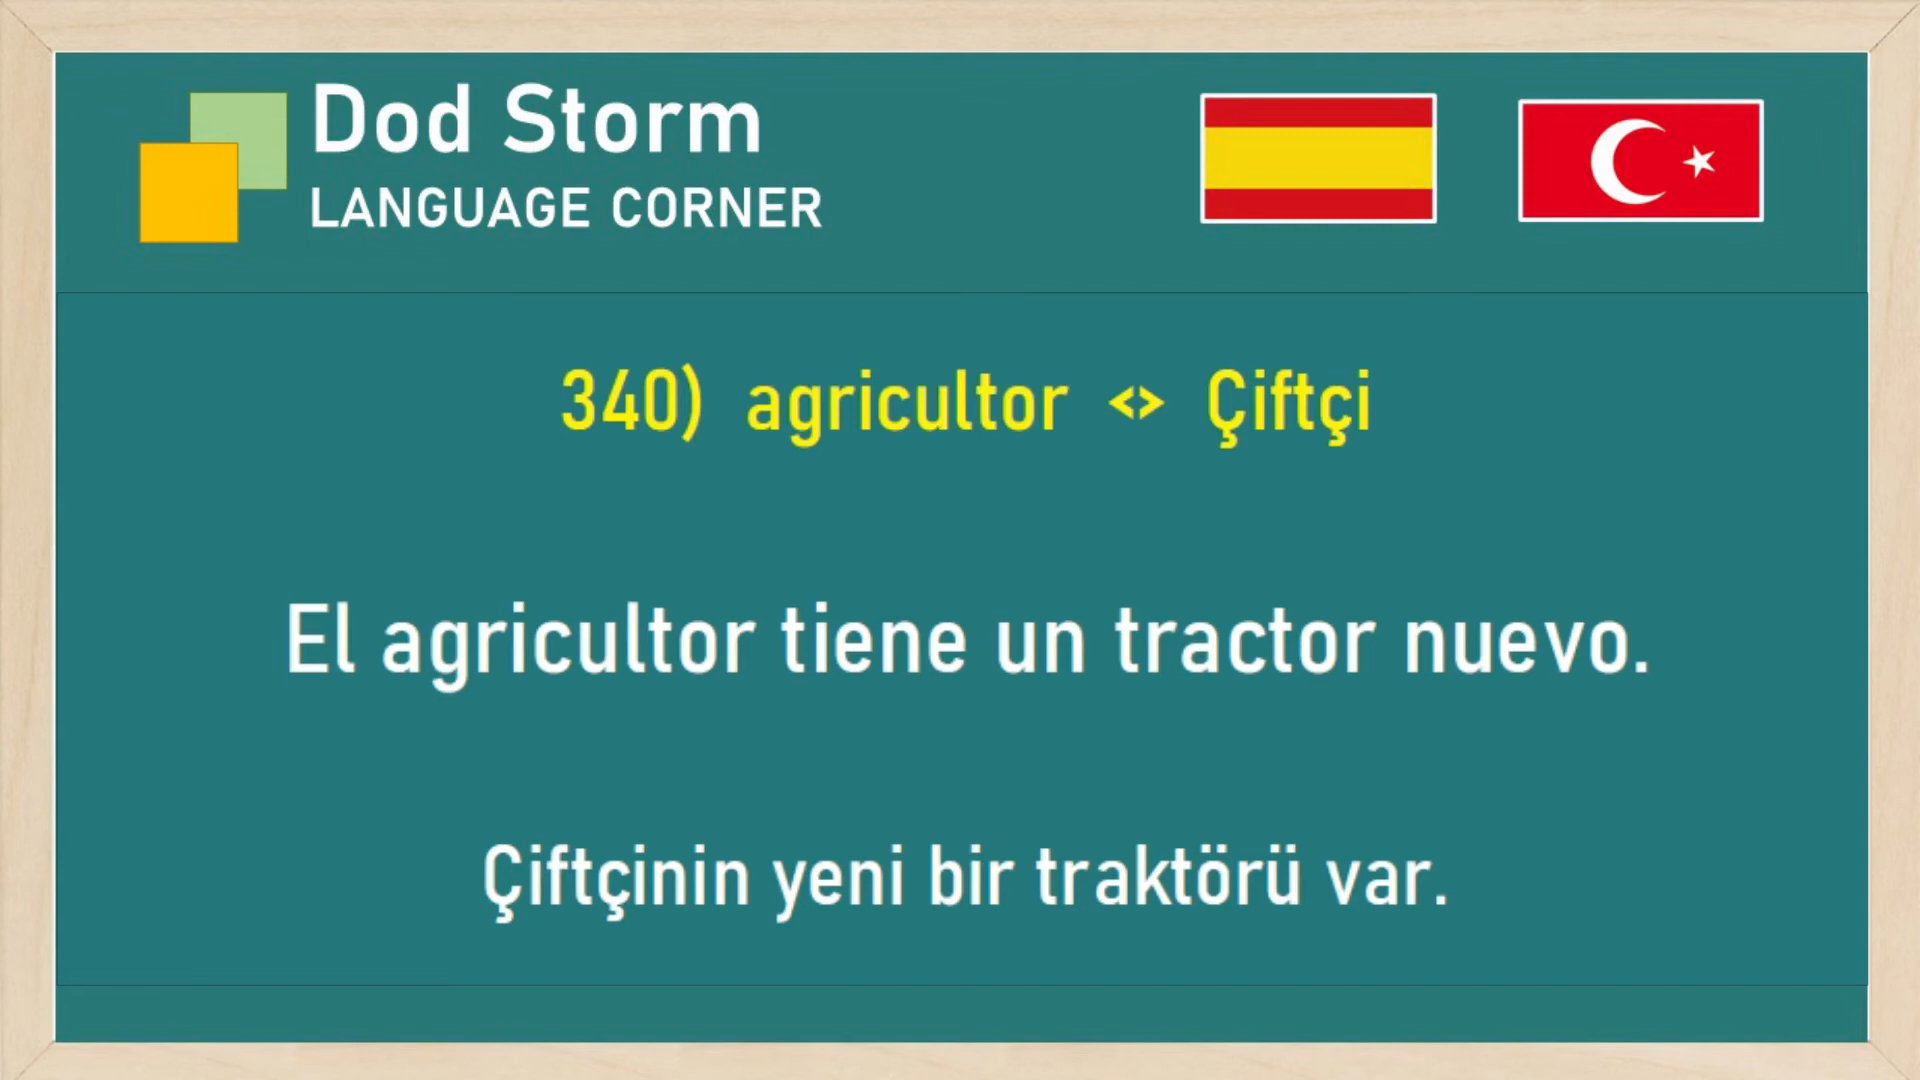 Dod Storm
LANGUAGE CORNER
340) agricultor <> Çiftçi
El agricultor tiene un tractor nuevo.
Çiftçinin yeni bir traktörü var.